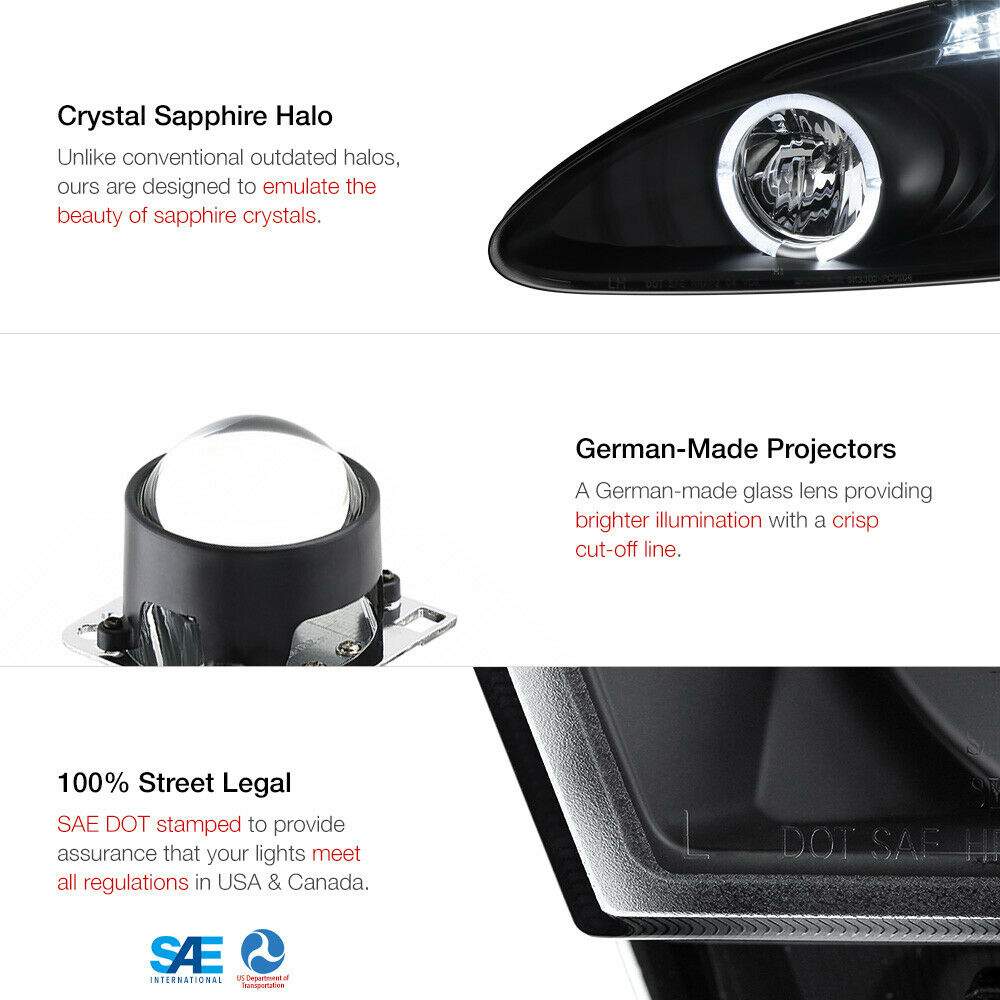 Crystal Sapphire Halo
Unlike conventional outdated halos,
ours are designed to emulate the
beauty of sapphire crystals.
LH
DOT SAE
German-Made Projectors
A German-made glass lens providing
brighter illumination with a crisp
cut-off line.
100% Street Legal
SAE DOT stamped to provide
assurance that your lights meet
all regulations in USA & Canada.
L DOT SAE
SAE
INTERNATIONAL
US Department of
Transportation